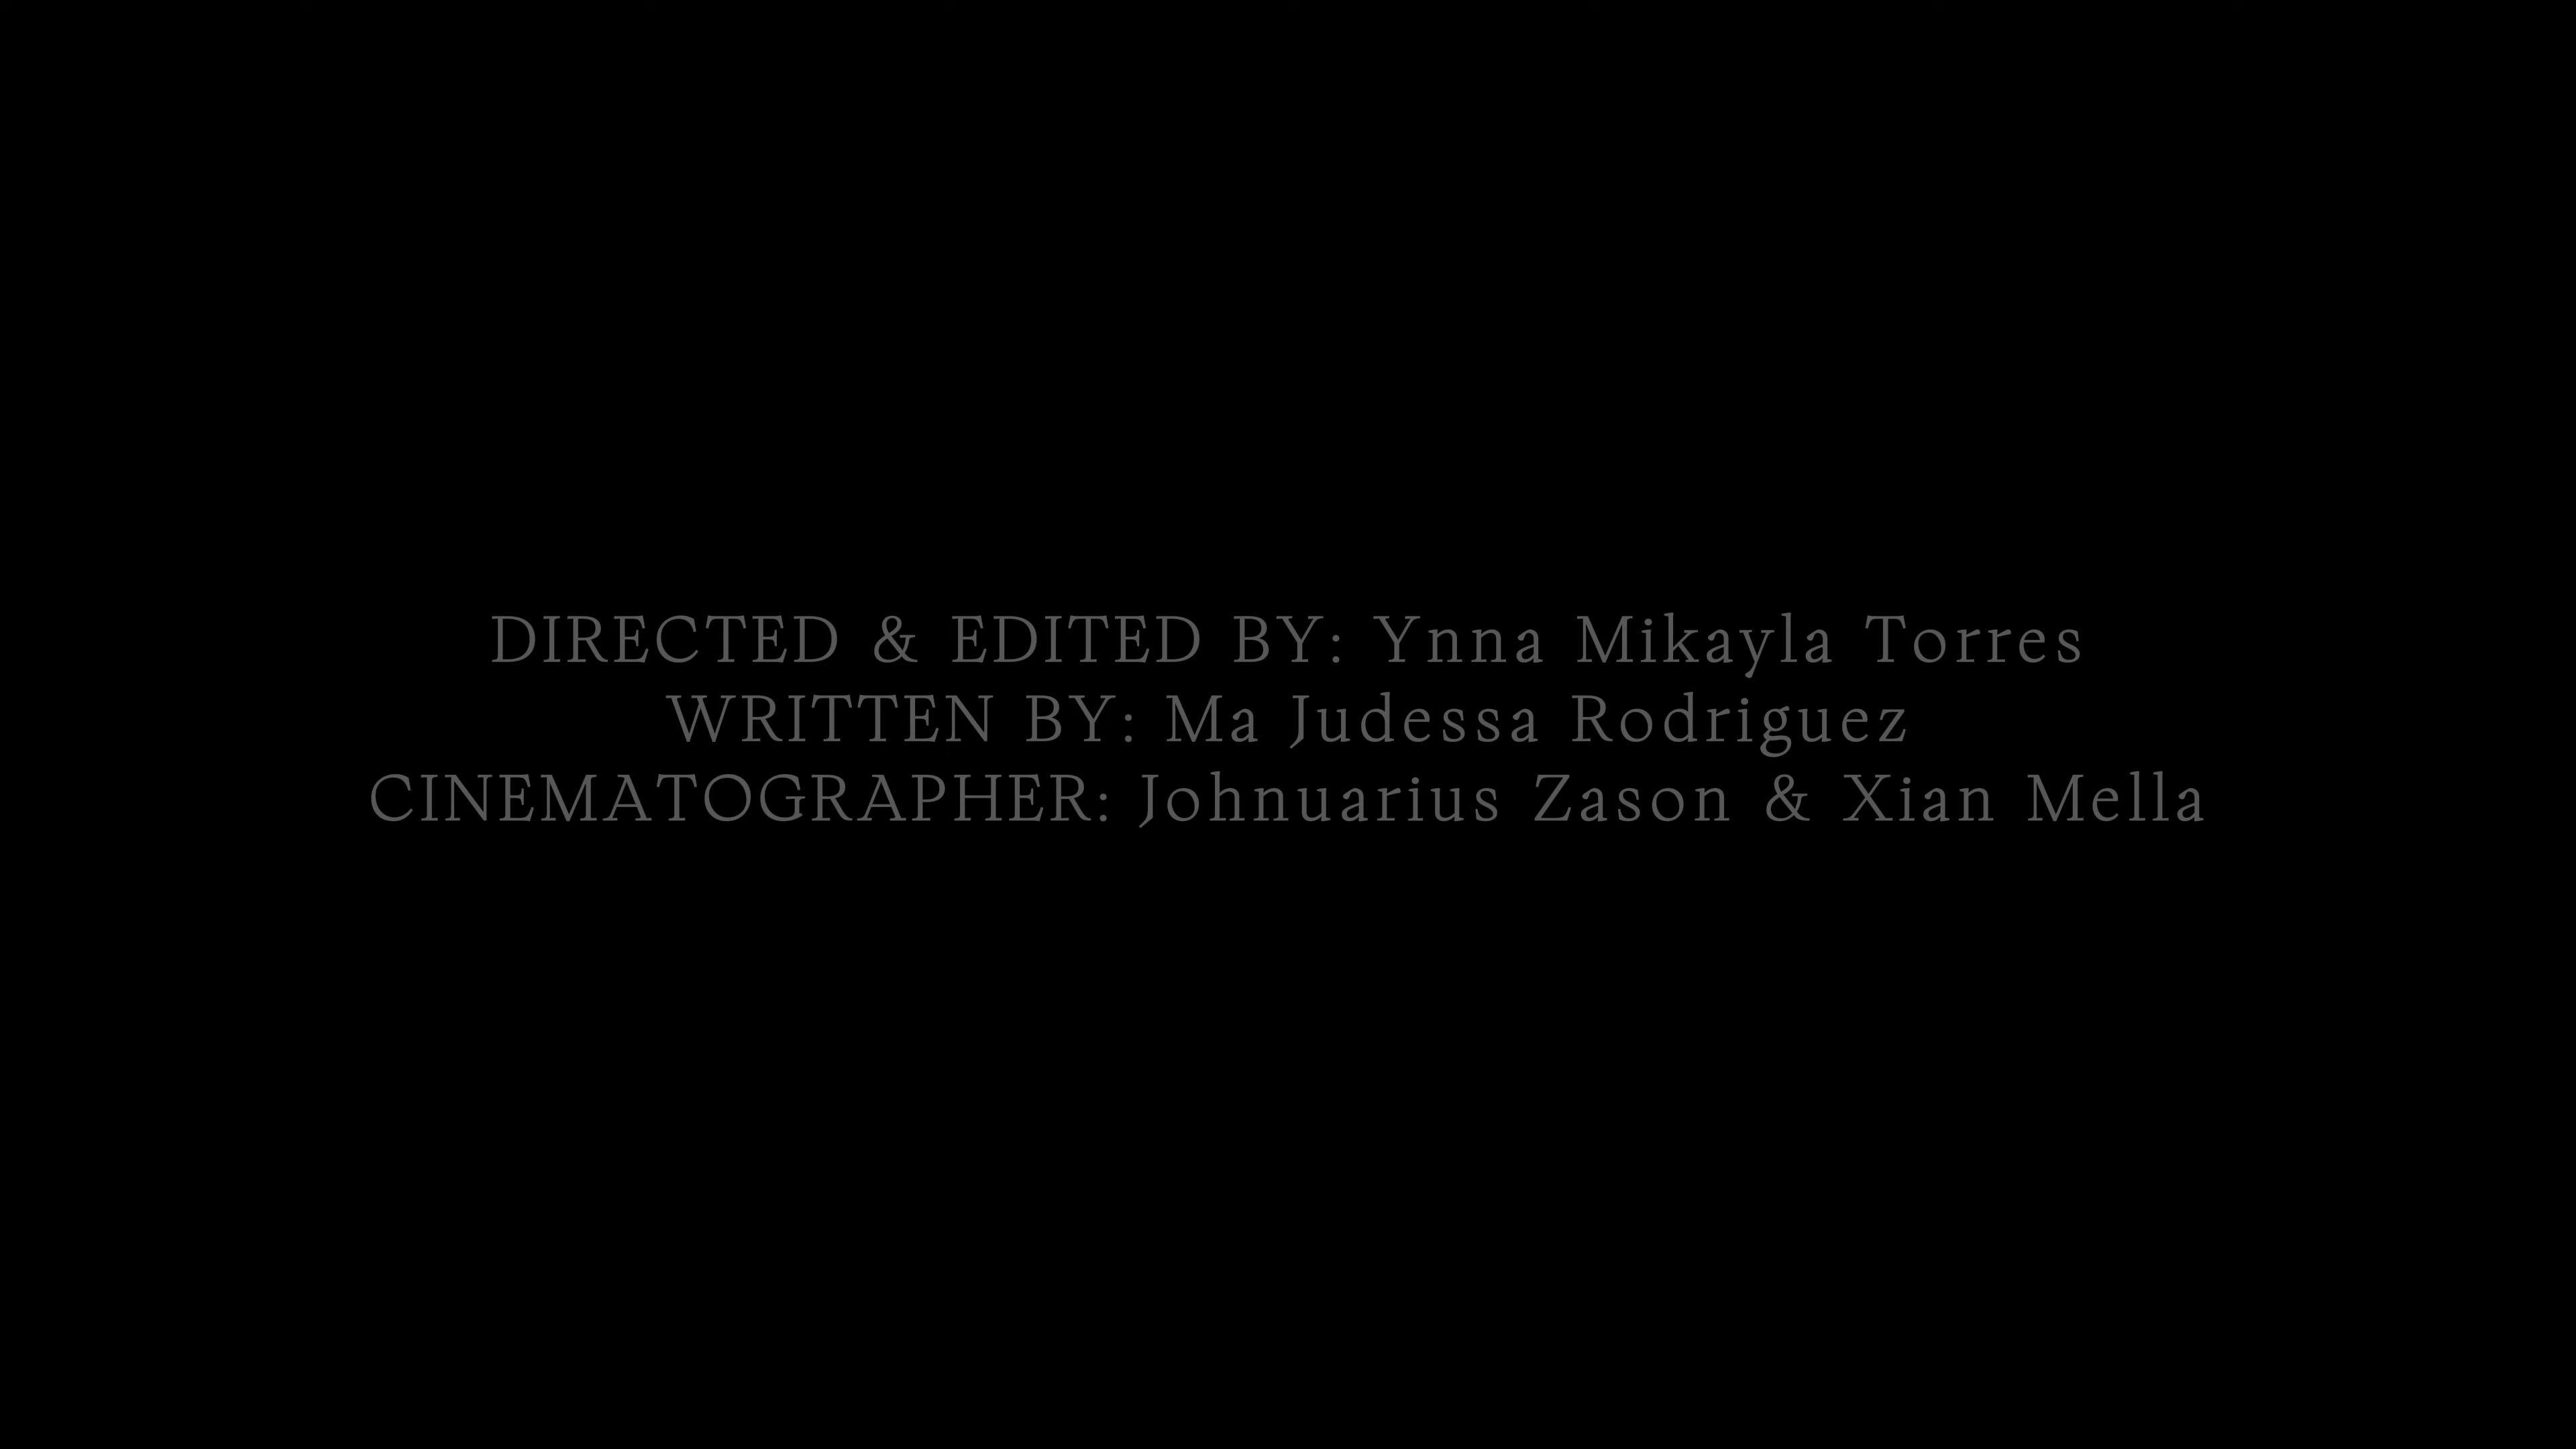 DIRECTED & EDITED BY: Ynna Mikayla Torres
WRITTEN BY: Ma Judessa Rodriguez
CINEMATOGRAPHER: Johnuarius Zason & Xian Mella